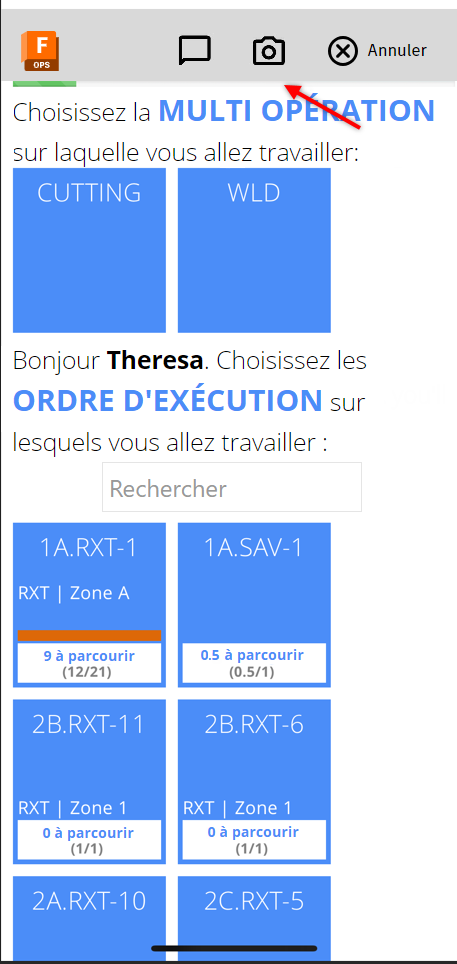 F
OPS
Annuler
Choisissez la MULTI OPÉRATION
sur laquelle vous allez travailler:
CUTTING
WLD
Bonjour Theresa. Choisissez les
ORDRE D'EXÉCUTION sur
lesquels vous allez travailler :
Rechercher
1A.RXT-1
RXT | Zone A
9 à parcourir
(12/21)
1A.SAV-1
0.5 à parcourir
(0.5/1)
2B.RXT-11
RXT | Zone 1
0 à parcourir
(1/1)
2B.RXT-6
RXT | Zone 1
0 à parcourir
(1/1)
2A.RXT-10
2C.RXT-5